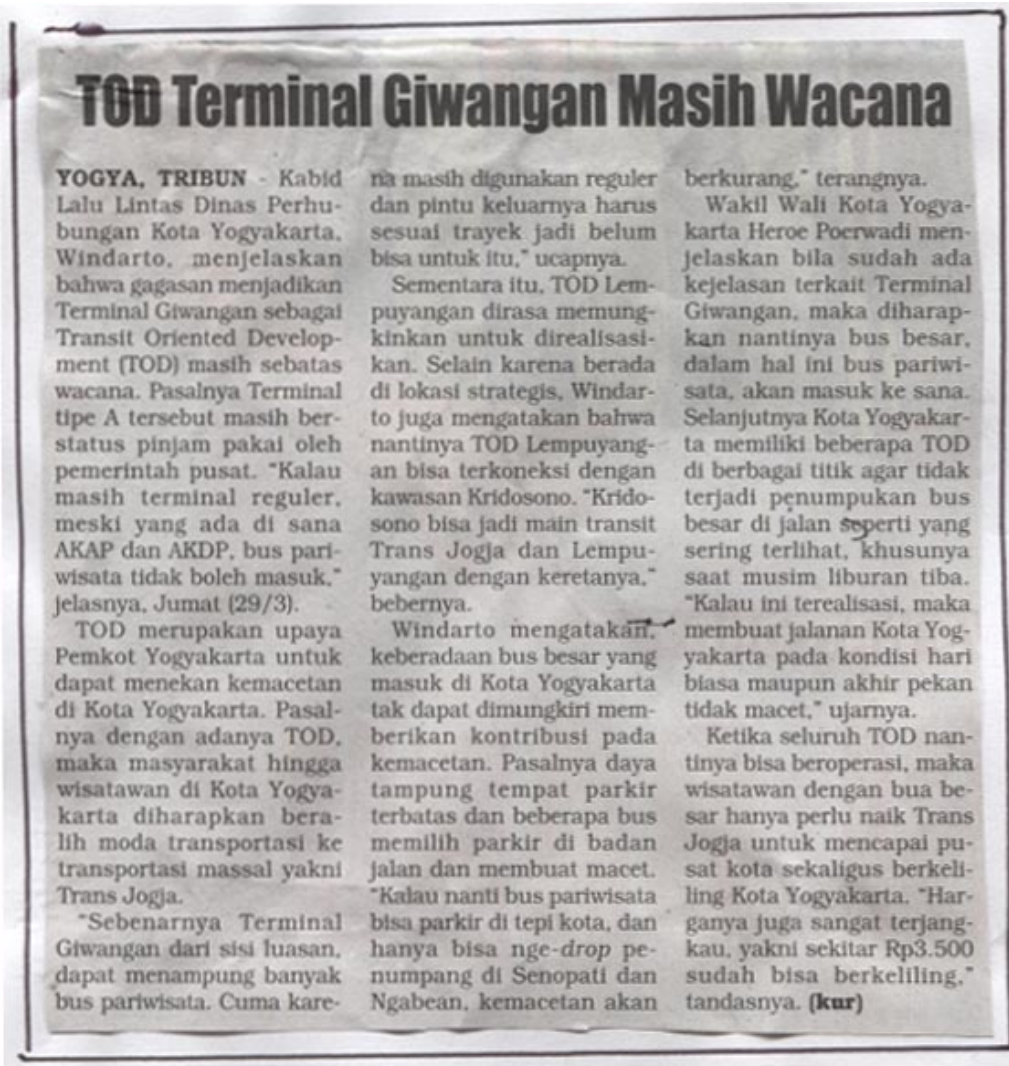 TOD Terminal Giwangan Masih Wacana
YOGYA, TRIBUN - Kabid
Lalu Lintas Dinas Perhu-
bungan Kota Yogyakarta,
Windarto, menjelaskan
bahwa gagasan menjadikan
Terminal Giwangan sebagai
Transit Oriented Develop-
ment (TOD) masih sebatas
wacana. Pasalnya Terminal
tipe A tersebut masih ber-
status pinjam pakai oleh
pemerintah pusat. "Kalau
masih terminal reguler,
meski yang ada di sana
AKAP dan AKDP, bus pari-
wisata tidak boleh masuk,"
jelasnya, Jumat (29/3).
TOD merupakan upaya
Pemkot Yogyakarta untuk
dapat menekan kemacetan
di Kota Yogyakarta. Pasal-
nya dengan adanya TOD,
maka masyarakat hingga
wisatawan di Kota Yogya-
karta diharapkan bera-
lih moda transportasi ke
transportasi massal yakni
Trans Jogja.
"Sebenarnya Terminal
Giwangan dari sisi luasan,
dapat menampung banyak
bus pariwisata. Cuma kare-
na masih digunakan reguler
dan pintu keluarnya harus
sesuai trayek jadi belum
bisa untuk itu," ucapnya.
Sementara itu, TOD Lem-
puyangan dirasa memung-
kinkan untuk direalisasi-
kan. Selain karena berada
di lokasi strategis, Windar-
to juga mengatakan bahwa
nantinya TOD Lempuyang-
an bisa terkoneksi dengan
kawasan Kridosono. "Krido-
sono bisa jadi main transit
Trans Jogja dan Lempu-
yangan dengan keretanya,"
bebernya.
Windarto mengatakan,
keberadaan bus besar yang
masuk di Kota Yogyakarta
tak dapat dimungkiri mem-
berikan kontribusi pada
kemacetan. Pasalnya daya
tampung tempat parkir
terbatas dan beberapa bus
memilih parkir di badan
jalan dan membuat macet.
"Kalau nanti bus pariwisata
bisa parkir di tepi kota, dan
hanya bisa nge-drop pe-
numpang di Senopati dan
Ngabean, kemacetan akan
berkurang," terangnya.
Wakil Wali Kota Yogya-
karta Heroe Poerwadi men-
jelaskan bila sudah ada
kejelasan terkait Terminal
Giwangan, maka diharap-
kan nantinya bus besar,
dalam hal ini bus pariwi-
sata, akan masuk ke sana.
Selanjutnya Kota Yogyakar-
ta memiliki beberapa TOD
di berbagai titik agar tidak
terjadi penumpukan bus
besar di jalan seperti yang
sering terlihat, khusunya
saat musim liburan tiba.
"Kalau ini terealisasi, maka
membuat jalanan Kota Yog-
yakarta pada kondisi hari
biasa maupun akhir pekan
tidak macet," ujarnya.
Ketika seluruh TOD nan-
tinya bisa beroperasi, maka
wisatawan dengan bua be-
sar hanya perlu naik Trans
Jogja untuk mencapai pu-
sat kota sekaligus berkeli-
ling Kota Yogyakarta. "Har-
ganya juga sangat terjang-
kau, yakni sekitar Rp3.500
sudah bisa berkeliling,"
tandasnya. (kur)